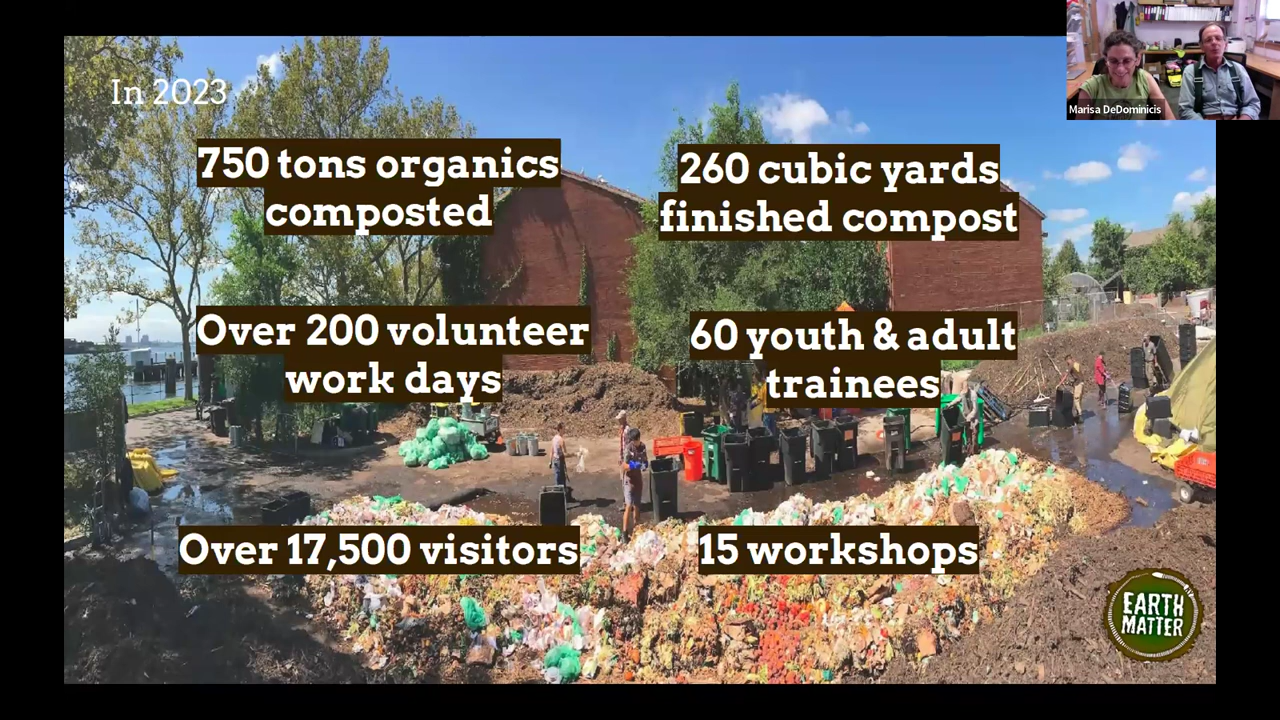 Marisa DeDominicis
In 2023
750 tons organics
composted
260 cubic yards
finished compost
Over 200 volunteer
work days
60 youth & adult
trainees
Over 17,500 visitors
15 workshops
EARTH
MATTER